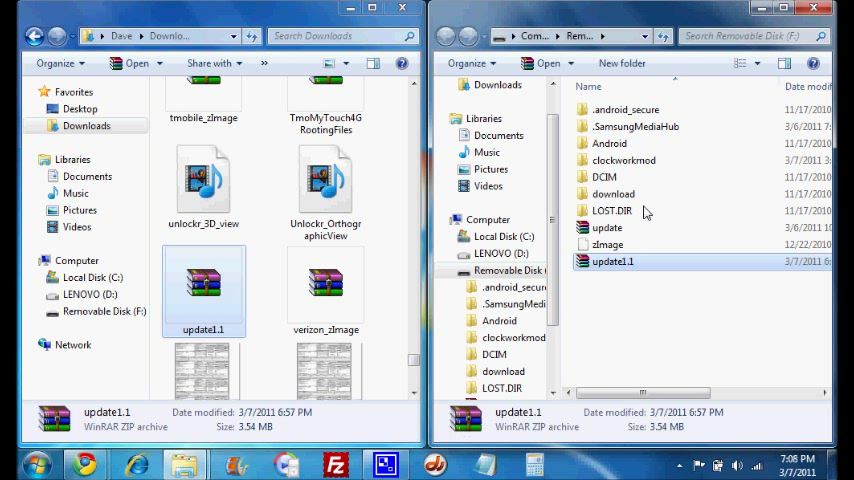 Dave
Downlo...
Search Downloads
Organize
Open
Share with
»
Favorites
Desktop
Downloads
Libraries
Documents
Music
Pictures
Videos
Computer
Local Disk (C:)
LENOVO (D:)
Removable Disk (F:)
Network
tmobile_zImage
TmoMyTouch4G
RootingFiles
unlockr_3D_view
Unlockr_Orthogr
aphicView
update1.1
verizon_zImage
update1.1
Date modified: 3/7/2011 6:57 PM
WinRAR ZIP archive
Size: 3.54 MB
Com...
Rem...
Search Removable Disk (F:)
Organize
Open
New folder
Downloads
Libraries
Documents
Music
Pictures
Videos
Computer
Local Disk (C:)
LENOVO (D:)
Removable Disk (
.android_secure
.SamsungMedi
Android
clockworkmod
DCIM
download
LOST.DIR
Name
Date modif
.android_secure
11/17/2010
.SamsungMediaHub
3/6/2011 7:
Android
11/17/2010
clockworkmod
3/7/2011 6:
DCIM
11/17/2010
download
11/17/2010
LOST.DIR
11/17/2010
update
3/6/2011 10
zImage
12/22/2010
update1.1
3/7/2011 6:
update1.1
Date modified: 3/7/2011 6:57 PM
WinRAR ZIP archive
Size: 3.54 MB
Fz
7:08 PM
3/7/2011